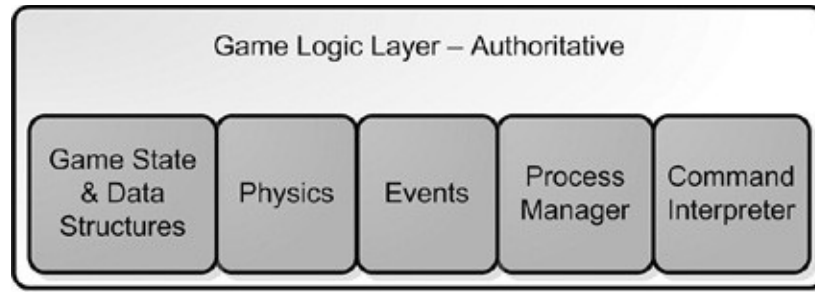 Game Logic Layer – Authoritative
Game State
& Data
Structures
Physics
Events
Process
Manager
Command
Interpreter